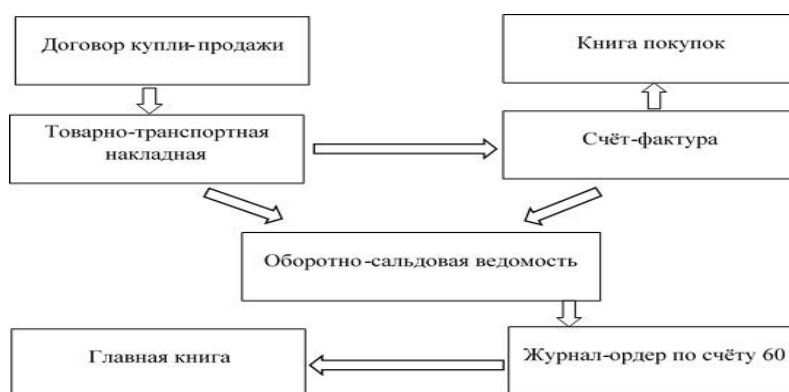 Договор купли-продажи
Книга покупок
Товарно-транспортная
накладная
Счёт-фактура
Оборотно-сальдовая ведомость
Главная книга
Журнал-ордер по счёту 60